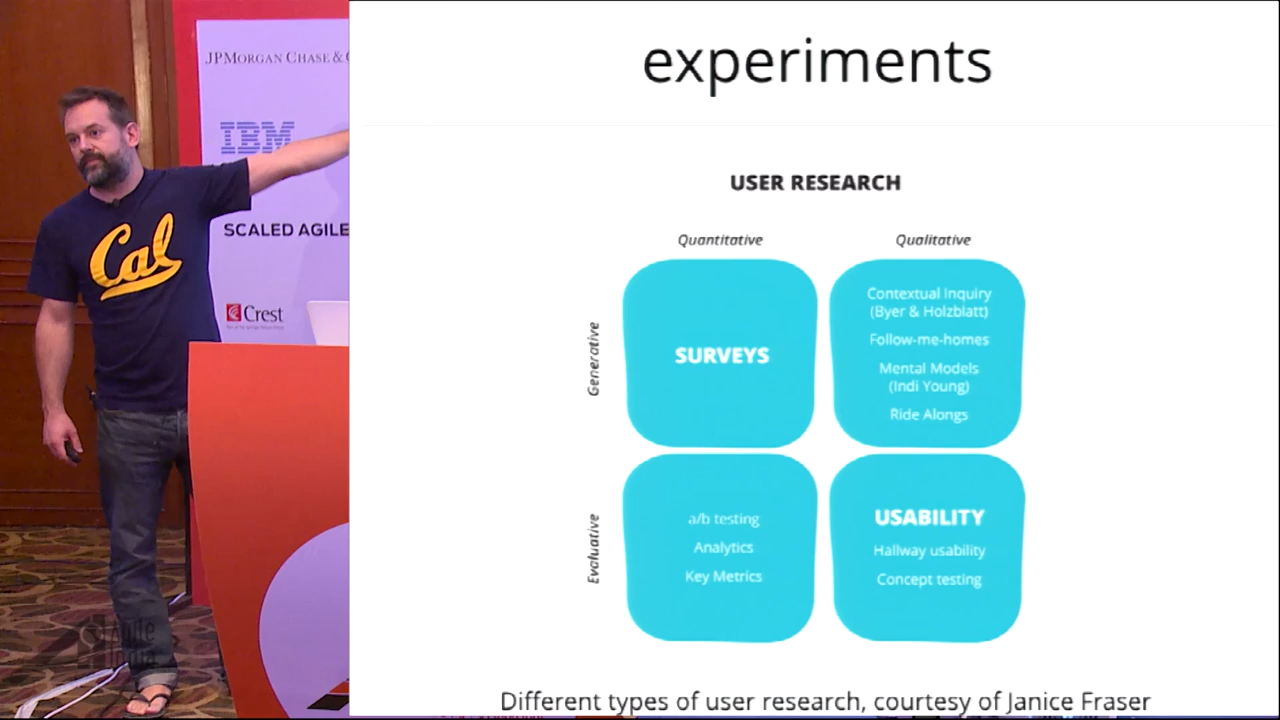 JPMORGAN CHASE & C
IBM
SCALED AGILE
Crest
Cal
Agile
India
experiments
USER RESEARCH
Quantitative
Qualitative
Generative
SURVEYS
Contextual Inquiry
(Byer & Holzblatt)
Follow-me-homes
Mental Models
(Indi Young)
Ride Alongs
Evaluative
a/b testing
Analytics
Key Metrics
USABILITY
Hallway usability
Concept testing
Different types of user research, courtesy of Janice Fraser